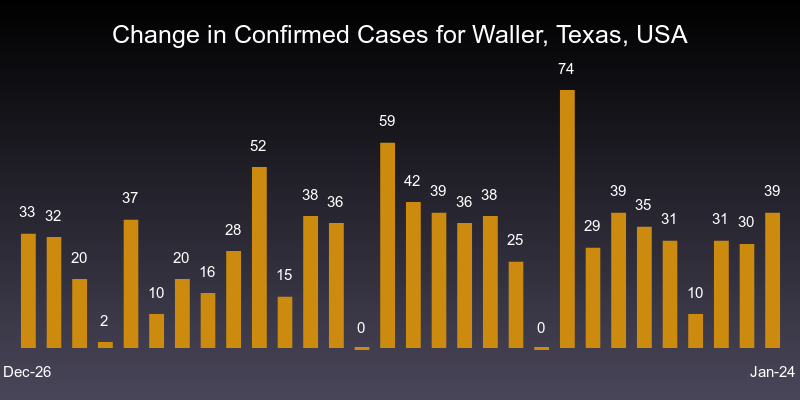 Change in Confirmed Cases for Waller, Texas, USA
33 32 20 2 37 10 20 16 28 52 15 38 36 0 59 42 39 36 38 25 0 74 29 39 35 31 10 31 30 39
Dec-26 Jan-24